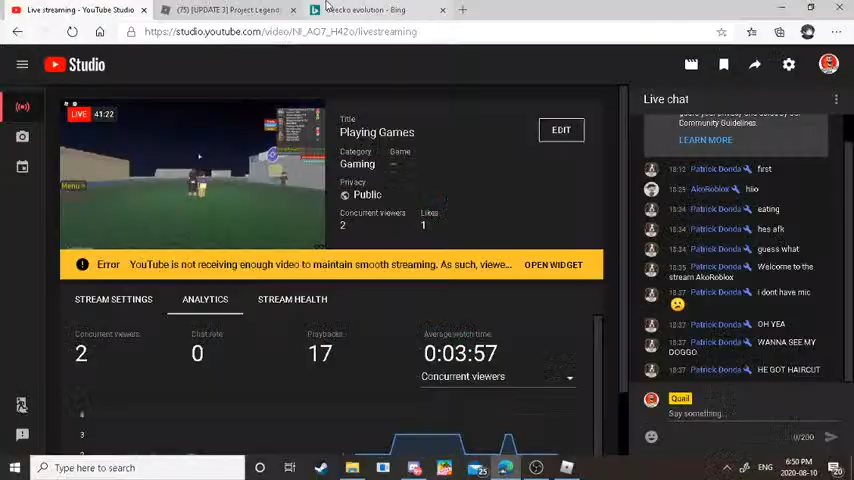 Live streaming - YouTube Studio
(75) [UPDATE 3] Project Legend
eecko evolution - Bing
https://studio.youtube.com/video/NI_AO7_H42o/livestreaming
Studio
LIVE 41:22
Menu
Title
Playing Games
EDIT
Category Game
Gaming
Privacy
Public
Concurrent viewers Likes
2 1
Error YouTube is not receiving enough video to maintain smooth streaming. As such, viewe... OPEN WIDGET
STREAM SETTINGS ANALYTICS STREAM HEALTH
Concurrent viewers Chat rate Playbacks Average watch time
2 0 17 0:03:57
Concurrent viewers
4
3
Live chat
Community Guidelines.
LEARN MORE
18:12 Patrick Donda first
AkoRoblox hiio
18:34 Patrick Donda eating
18:34 Patrick Donda hes afk
18:34 Patrick Donda guess what
18:35 Patrick Donda Welcome to the
stream AkoRoblox
18:37 Patrick Donda i dont have mic
18:37 Patrick Donda OH YEA
18:37 Patrick Donda WANNA SEE MY
DOGGO
18:37 Patrick Donda HE GOT HAIRCUT
Quail
Say something...
0/200
Type here to search
25
ENG
6:50 PM
2020-08-10
20